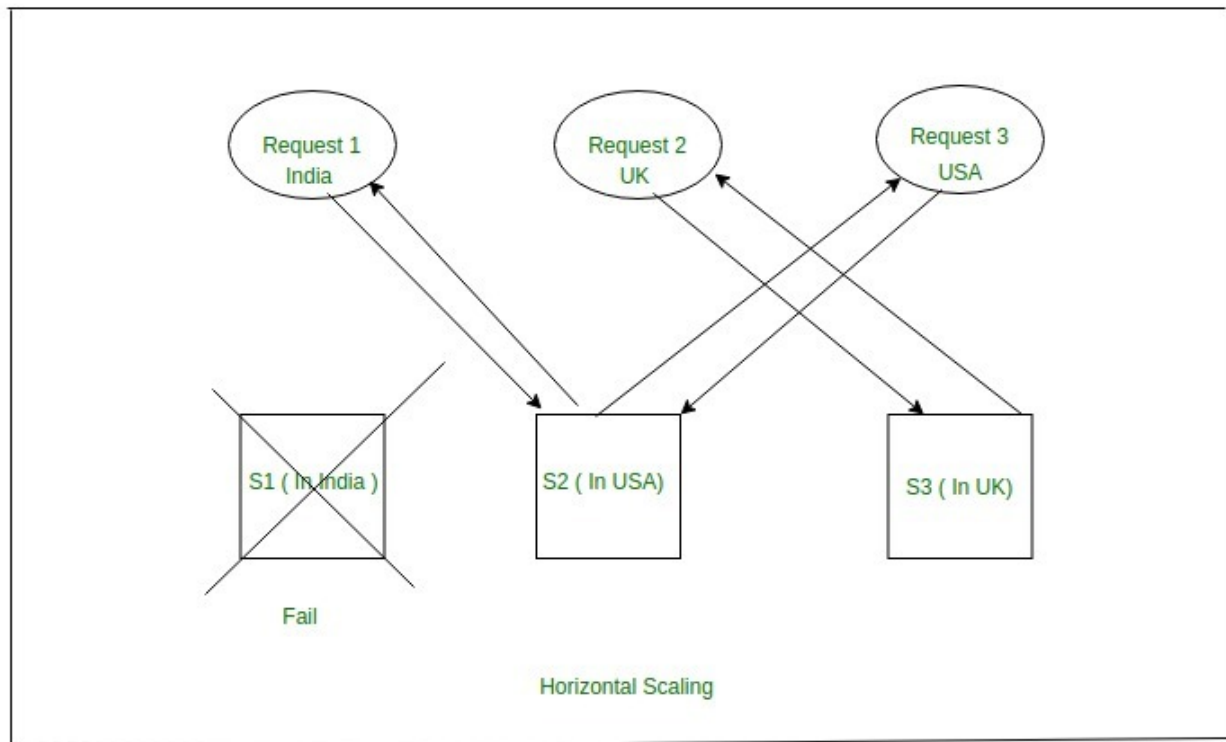 Request 1
India
Request 2
UK
Request 3
USA
S1 ( In India )
S2 ( In USA)
S3 ( In UK)
Fail
Horizontal Scaling